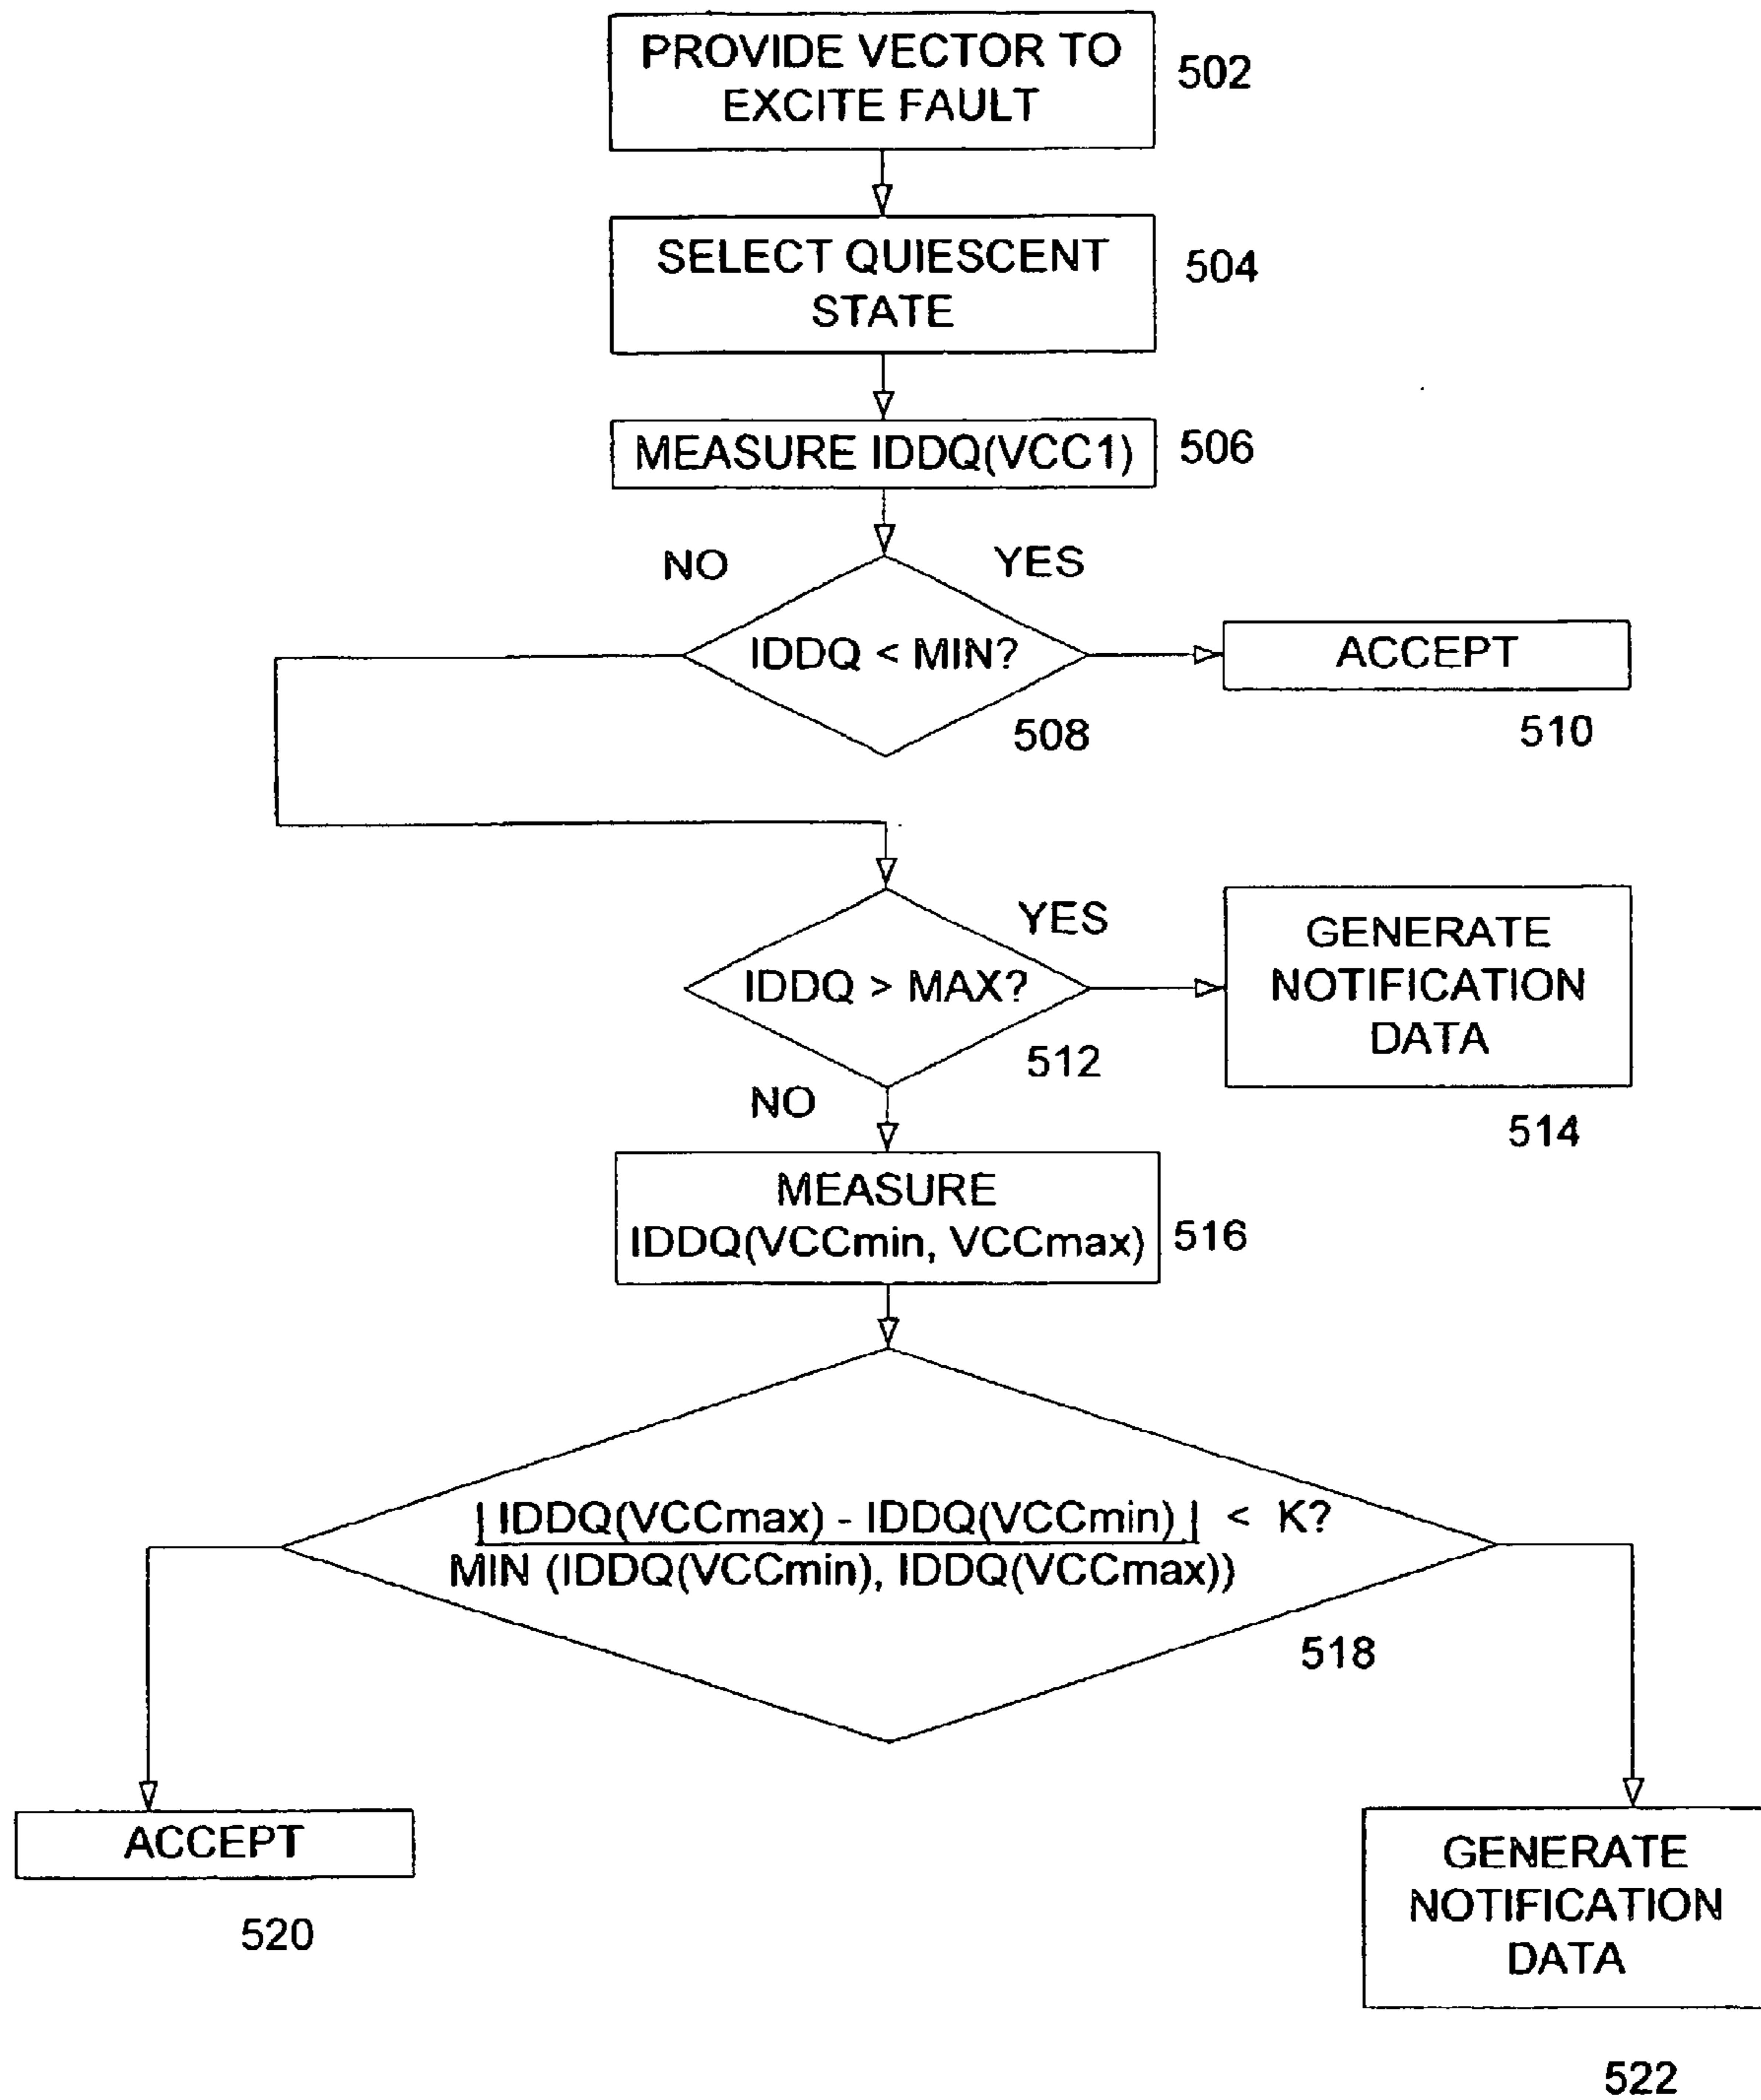 PROVIDE VECTOR TO
EXCITE FAULT
502
SELECT QUIESCENT
STATE
504
MEASURE IDDQ(VCC1)
506
NO
YES
IDDQ < MIN?
508
ACCEPT
510
YES
IDDQ > MAX?
512
NO
GENERATE
NOTIFICATION
DATA
514
MEASURE
IDDQ(VCCmin, VCCmax)
516
| IDDQ(VCCmax) - IDDQ(VCCmin) | < K?
MIN (IDDQ(VCCmin), IDDQ(VCCmax))
518
ACCEPT
520
GENERATE
NOTIFICATION
DATA
522